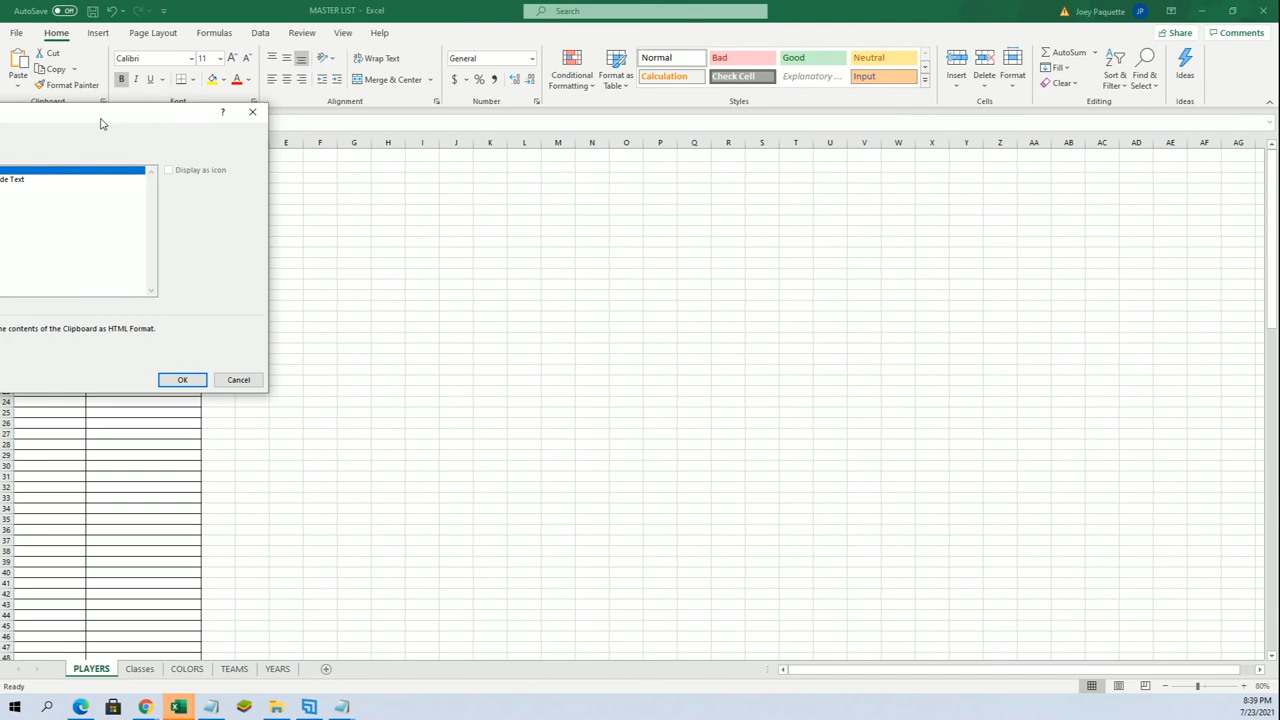 AutoSave Off MASTER LIST - Excel Search Joey Paquette JP
File Home Insert Page Layout Formulas Data Review View Help Share Comments
Cut
Copy
Format Painter
Paste
Clipboard
Calibri 11
B I U
Font
Wrap Text
Merge & Center
Alignment
General
$ % ,
Number
Conditional Formatting
Format as Table
Normal Bad Good Neutral
Calculation Check Cell Explanatory ... Input
Styles
Insert Delete Format
Cells
AutoSum
Fill
Clear
Sort & Filter
Find & Select
Editing
Ideas
Ideas
?
E F G H I J K L M N O P Q R S T U V W X Y Z AA AB AC AD AE AF AG
Display as icon
de Text
e contents of the Clipboard as HTML Format.
OK Cancel
24
25
26
27
28
29
30
31
32
33
34
35
36
37
38
39
40
41
42
43
44
45
46
47
48
PLAYERS Classes COLORS TEAMS YEARS
Ready 80%
8:39 PM
7/23/2021